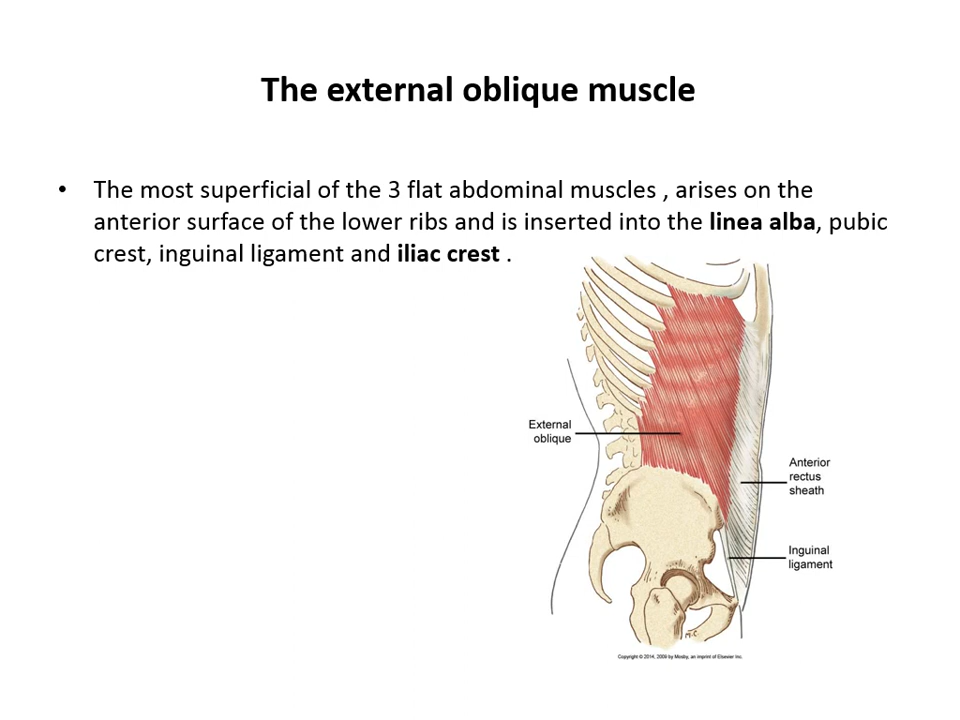 The external oblique muscle
• The most superficial of the 3 flat abdominal muscles , arises on the
anterior surface of the lower ribs and is inserted into the linea alba, pubic
crest, inguinal ligament and iliac crest .
External
oblique
Anterior
rectus
sheath
Inguinal
ligament
Copyright © 2014, 2009 by Mosby, an imprint of Elsevier Inc.